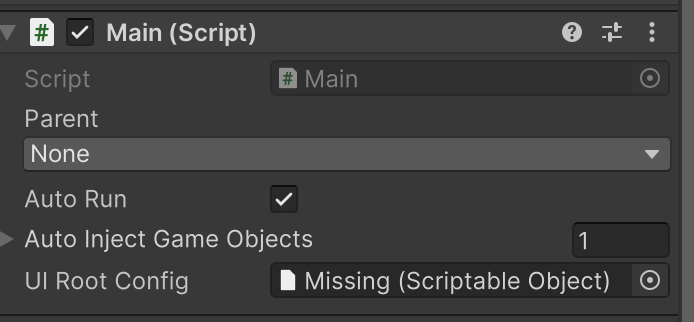 Main (Script)
Script # Main
Parent
None
Auto Run
Auto Inject Game Objects 1
UI Root Config Missing (Scriptable Object)